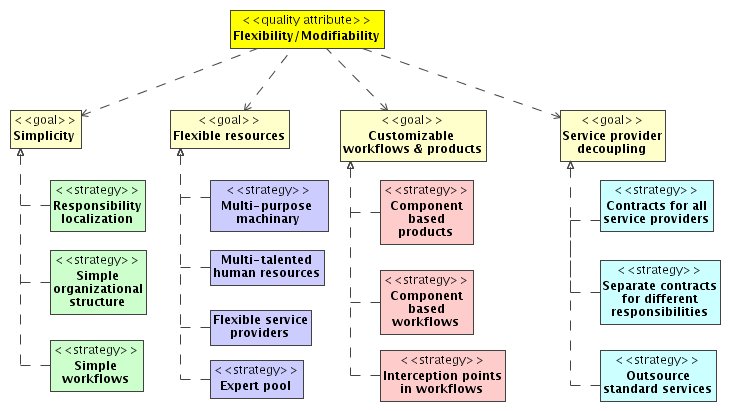 <<quality attribute>>
Flexibility/Modifiability
<<goal>>
Simplicity
<<goal>>
Flexible resources
<<goal>>
Customizable
workflows & products
<<goal>>
Service provider
decoupling
<<strategy>>
Responsibility
localization
<<strategy>>
Simple
organizational
structure
<<strategy>>
Simple
workflows
<<strategy>>
Multi-purpose
machinary
Multi-talented
human resources
Flexible service
providers
<<strategy>>
Expert pool
<<strategy>>
Component
based
products
<<strategy>>
Component
based
workflows
<<strategy>>
Interception points
in workflows
<<strategy>>
Contracts for all
service providers
<<strategy>>
Separate contracts
for different
responsibilities
<<strategy>>
Outsource
standard services